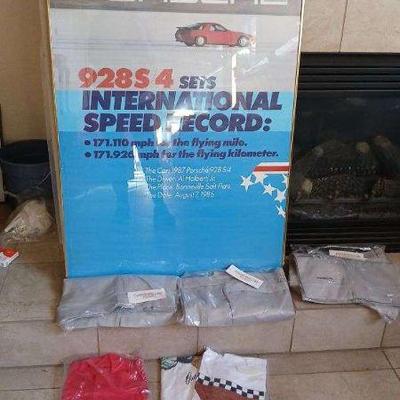 928S 4 SETS
INTERNATIONAL
SPEED RECORD:
• 171.110 mph for the flying mile.
• 171.926 mph for the flying kilometer.
The Car: 1987 Porsche 928 S4
The Driver: Al Holbert
The Place: Bonneville Salt Flats
The Date: August 7, 1986